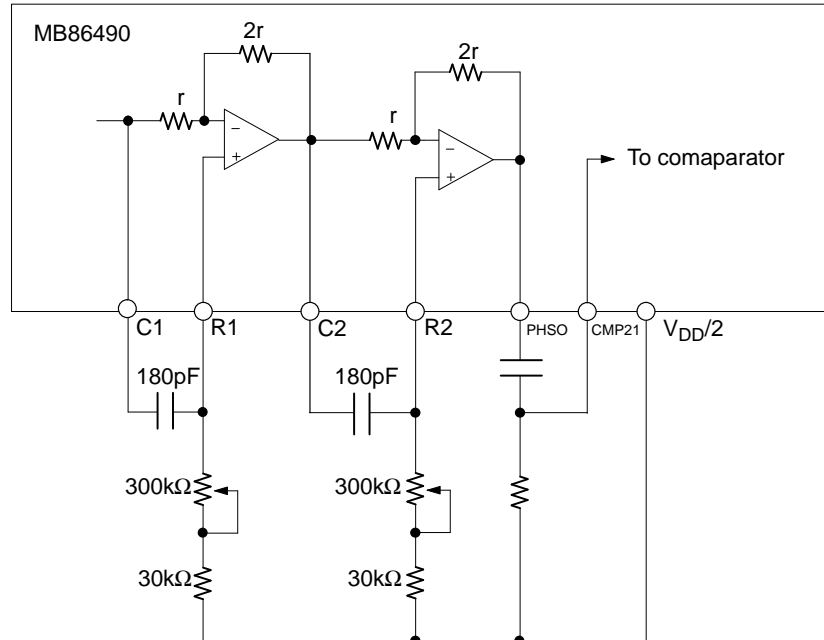 MB86490
2r
2r
r
r
To comaparator
C1
R1
C2
R2
PHSO
CMP21
VDD/2
180pF
180pF
300kΩ
300kΩ
30kΩ
30kΩ